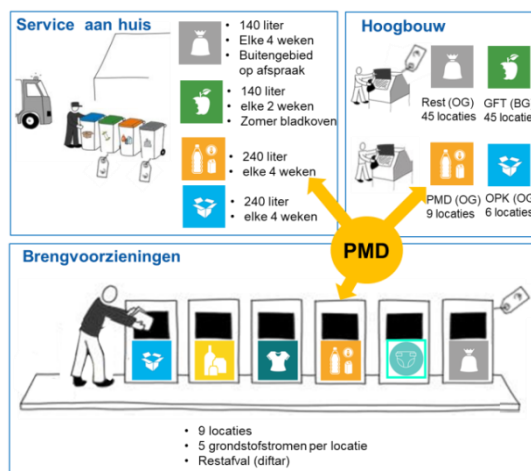 Service aan huis
• 140 liter
• Elke 4 weken
• Buitengebied
op afspraak
• 140 liter
• elke 2 weken
• Zomer bladkoven
• 240 liter
• elke 4 weken
• 240 liter
• elke 4 weken
Hoogbouw
Rest (OG)
45 locaties
GFT (BG
45 locatie
PMD (OG)
9 locaties
OPK (OG
6 locaties
PMD
Brengvoorzieningen
• 9 locaties
• 5 grondstofstromen per locatie
• Restafval (diftar)